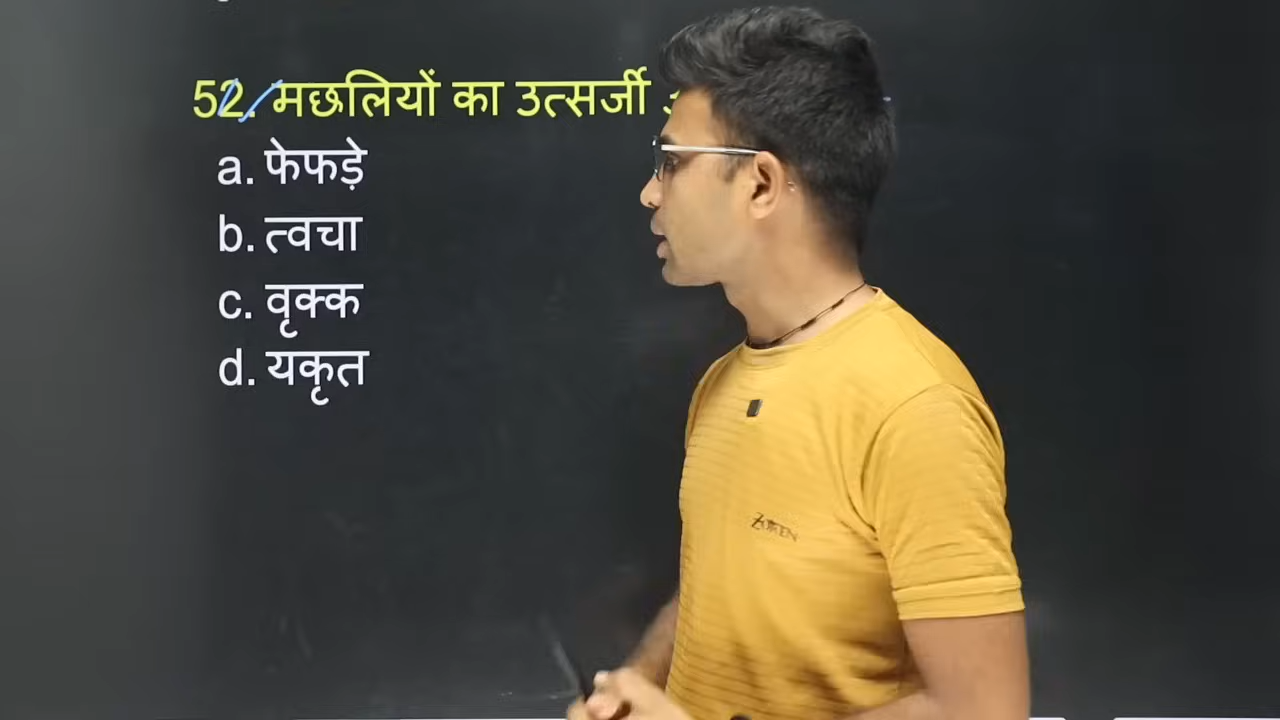 52. मछलियों का उत्सर्जी
a. फेफड़े
b. त्वचा
c. वृक्क
d. यकृत